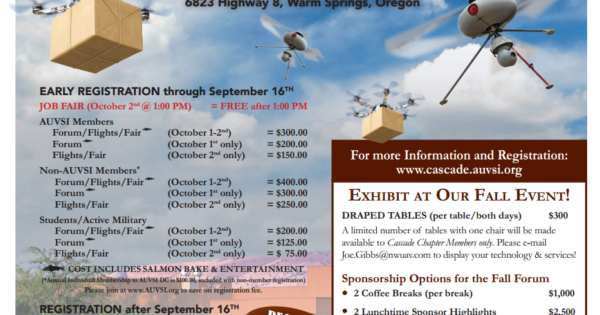 6823 Highway 8, Warm Springs, Oregon
EARLY REGISTRATION through September 16TH
JOB FAIR (October 2nd @ 1:00 PM) = FREE after 1:00 PM
AUVSI Members
Forum/Flights/Fair (October 1-2nd) = $300.00
Forum (October 1st only) = $200.00
Flights/Fair (October 2nd only) = $150.00
Non-AUVSI Members*
Forum/Flights/Fair (October 1-2nd) = $400.00
Forum (October 1st only) = $300.00
Flights/Fair (October 2nd only) = $250.00
Students/Active Military
Forum/Flights/Fair (October 1-2nd) = $200.00
Forum (October 1st only) = $125.00
Flights/Fair (October 2nd only) = $ 75.00
COST INCLUDES SALMON BAKE & ENTERTAINMENT
(*Annual Individual Membership to AUVSI DC is $100.00, included with non-member registration)
Please join at www.AUVSI.org to save on registration fee.
REGISTRATION after September 16TH
For more Information and Registration:
www.cascade.auvsi.org
EXHIBIT AT OUR FALL EVENT!
DRAPED TABLES (per table/both days) $300
A limited number of tables with one chair will be made
available to Cascade Chapter Members only. Please e-mail
Joe.Gibbs@nwuav.com to display your technology & services!
Sponsorship Options for the Fall Forum
• 2 Coffee Breaks (per break) $1,000
• 2 Lunchtime Sponsor Highlights $2,500